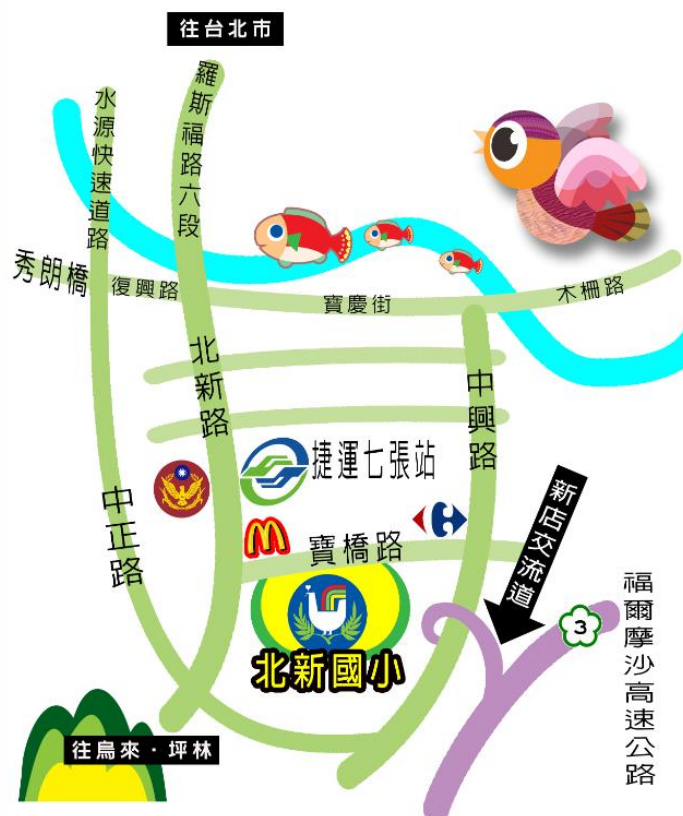 往台北市
羅斯福路六段
水源快速道路
秀朗橋
復興路
寶慶街
木柵路
北新路
中興路
捷運七張站
中正路
寶橋路
新店交流道
3
福爾摩沙高速公路
北新國小
往烏來・坪林